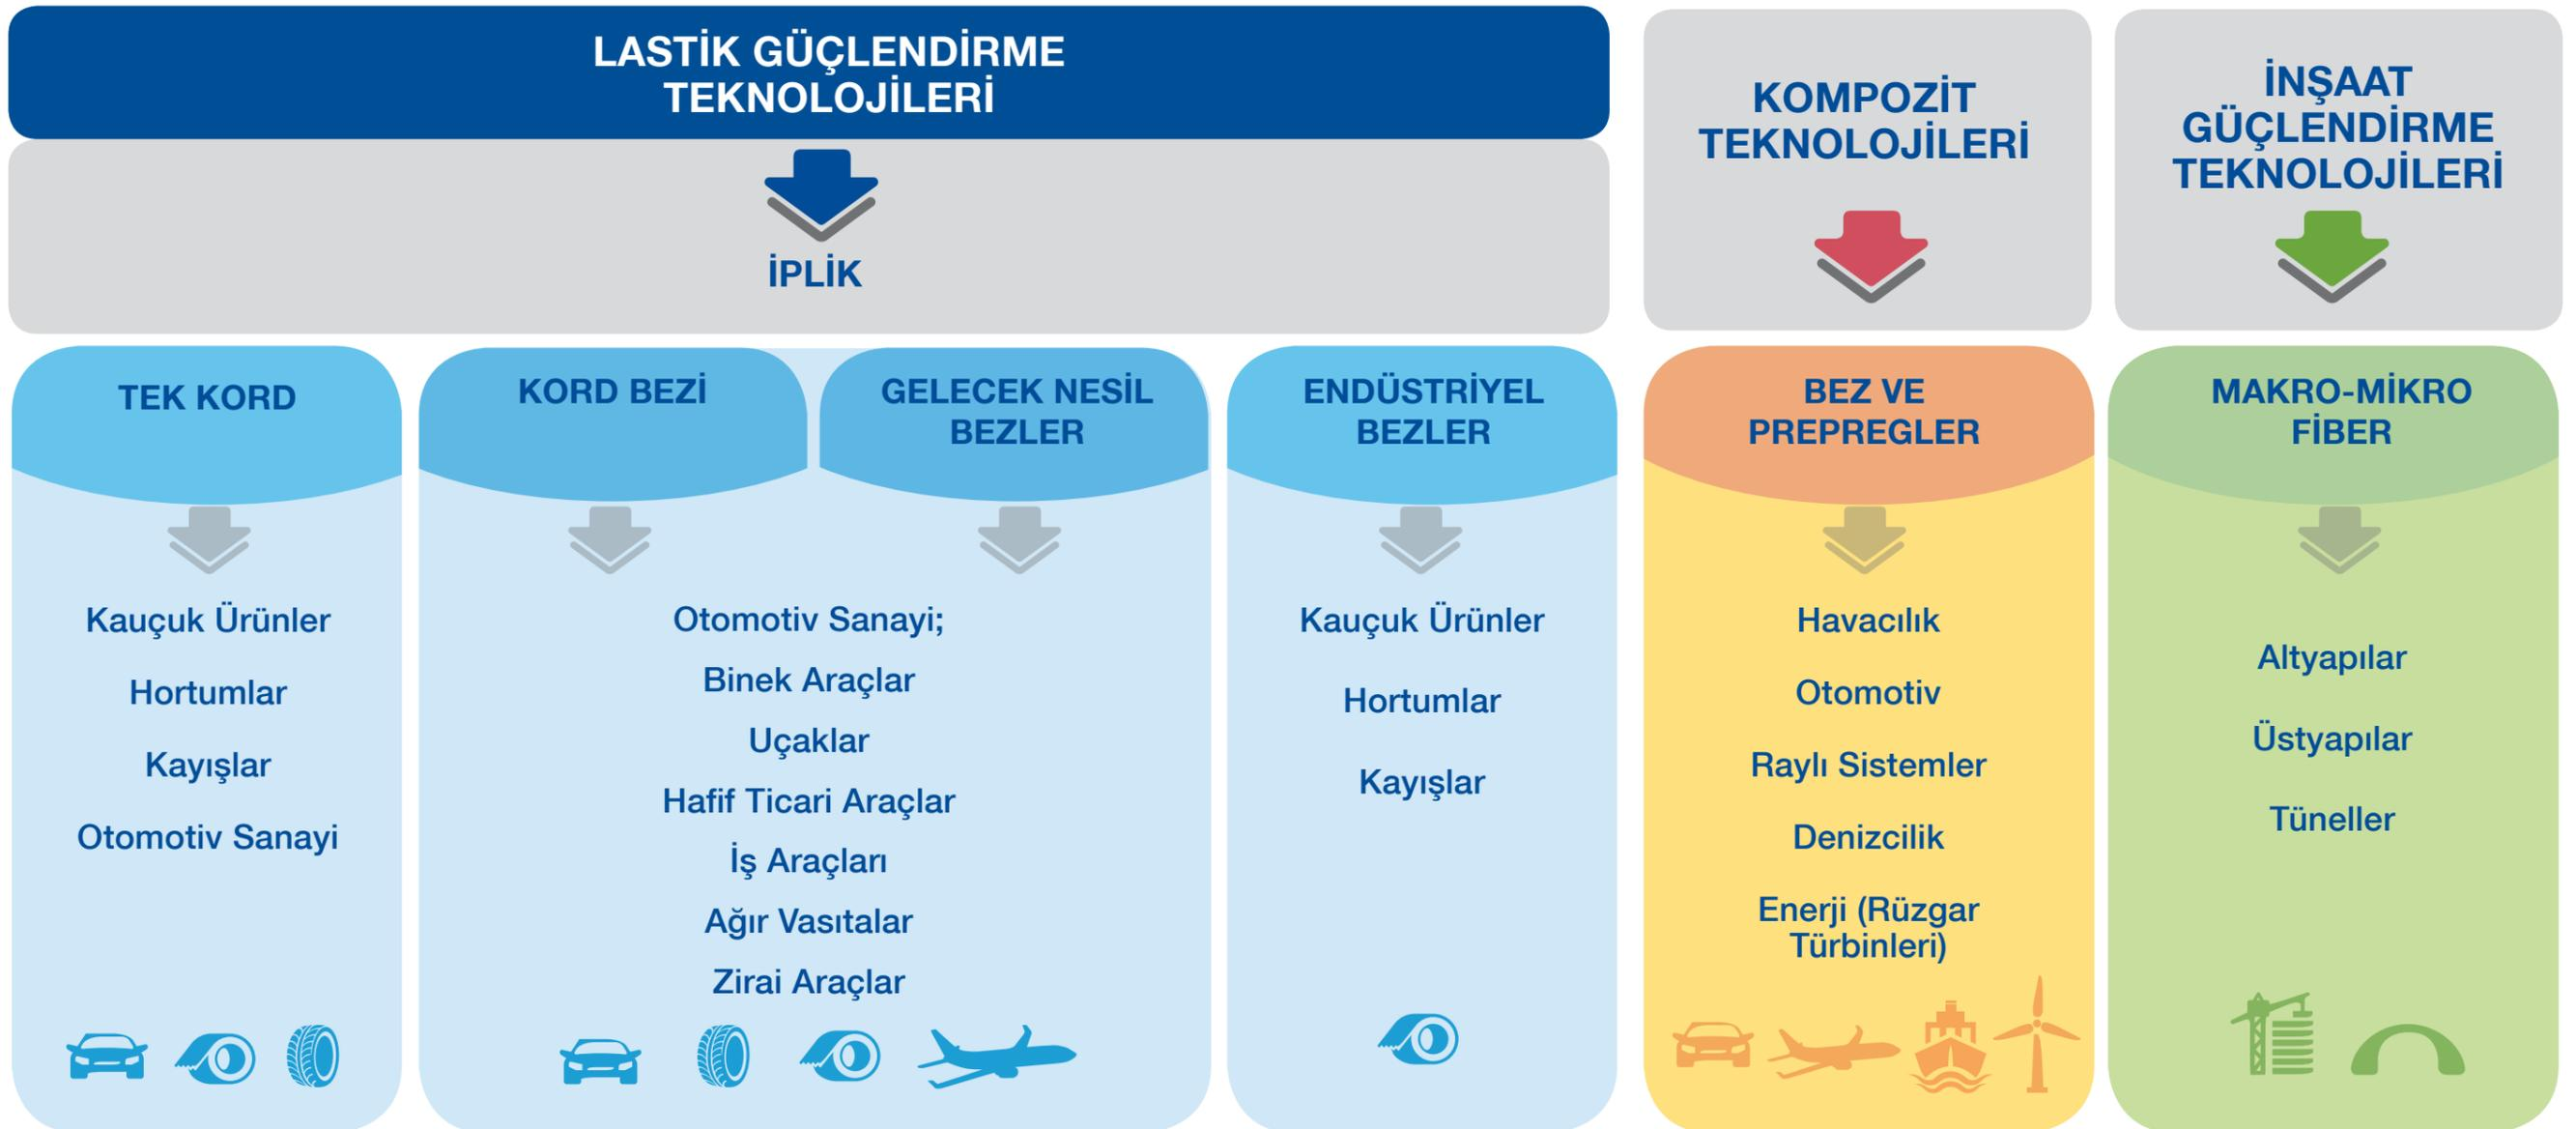 LASTİK GÜÇLENDİRME
TEKNOLOJİLERİ
İPLİK
KOMPOZİT
TEKNOLOJİLERİ
İNŞAAT
GÜÇLENDİRME
TEKNOLOJİLERİ
TEK KORD
Kauçuk Ürünler
Hortumlar
Kayışlar
Otomotiv Sanayi
KORD BEZİ
GELECEK NESİL
BEZLER
Otomotiv Sanayi;
Binek Araçlar
Uçaklar
Hafif Ticari Araçlar
İş Araçları
Ağır Vasıtalar
Zirai Araçlar
ENDÜSTRİYEL
BEZLER
Kauçuk Ürünler
Hortumlar
Kayışlar
BEZ VE
PREPREGLER
Havacılık
Otomotiv
Raylı Sistemler
Denizcilik
Enerji (Rüzgar
Türbinleri)
MAKRO-MİKRO
FİBER
Altyapılar
Üstyapılar
Tüneller